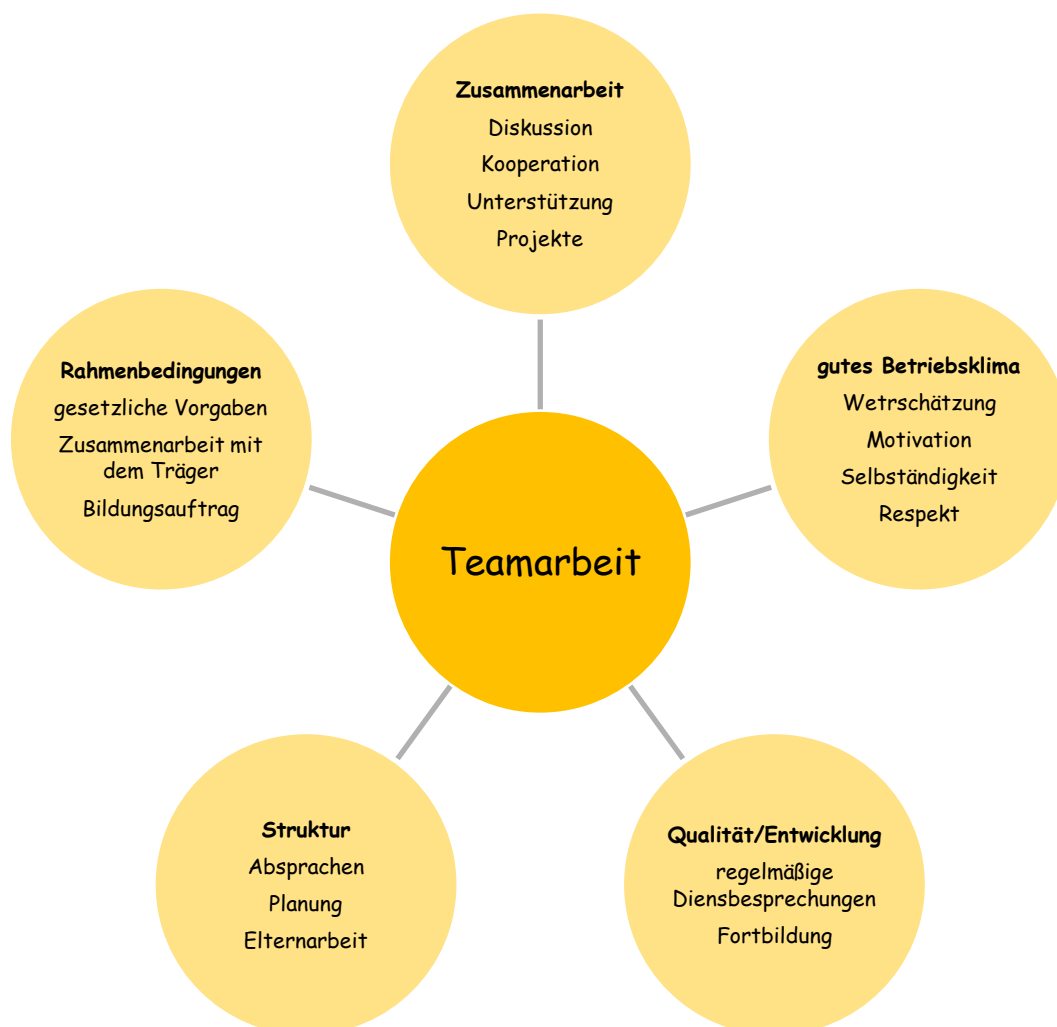 Zusammenarbeit
Diskussion
Kooperation
Unterstützung
Projekte
Rahmenbedingungen
gesetzliche Vorgaben
Zusammenarbeit mit
dem Träger
Bildungsauftrag
gutes Betriebsklima
Wetrschätzung
Motivation
Selbständigkeit
Respekt
Teamarbeit
Struktur
Absprachen
Planung
Elternarbeit
Qualität/Entwicklung
regelmäßige
Diensbesprechungen
Fortbildung